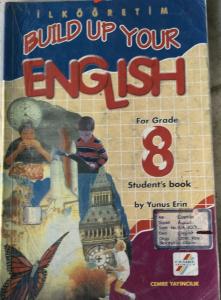 İLKÖĞRETİM
BUILD UP YOUR
ENGLISH
For Grade
8
Student's book
by Yunus Erin
CEMRE YAYINCILIK